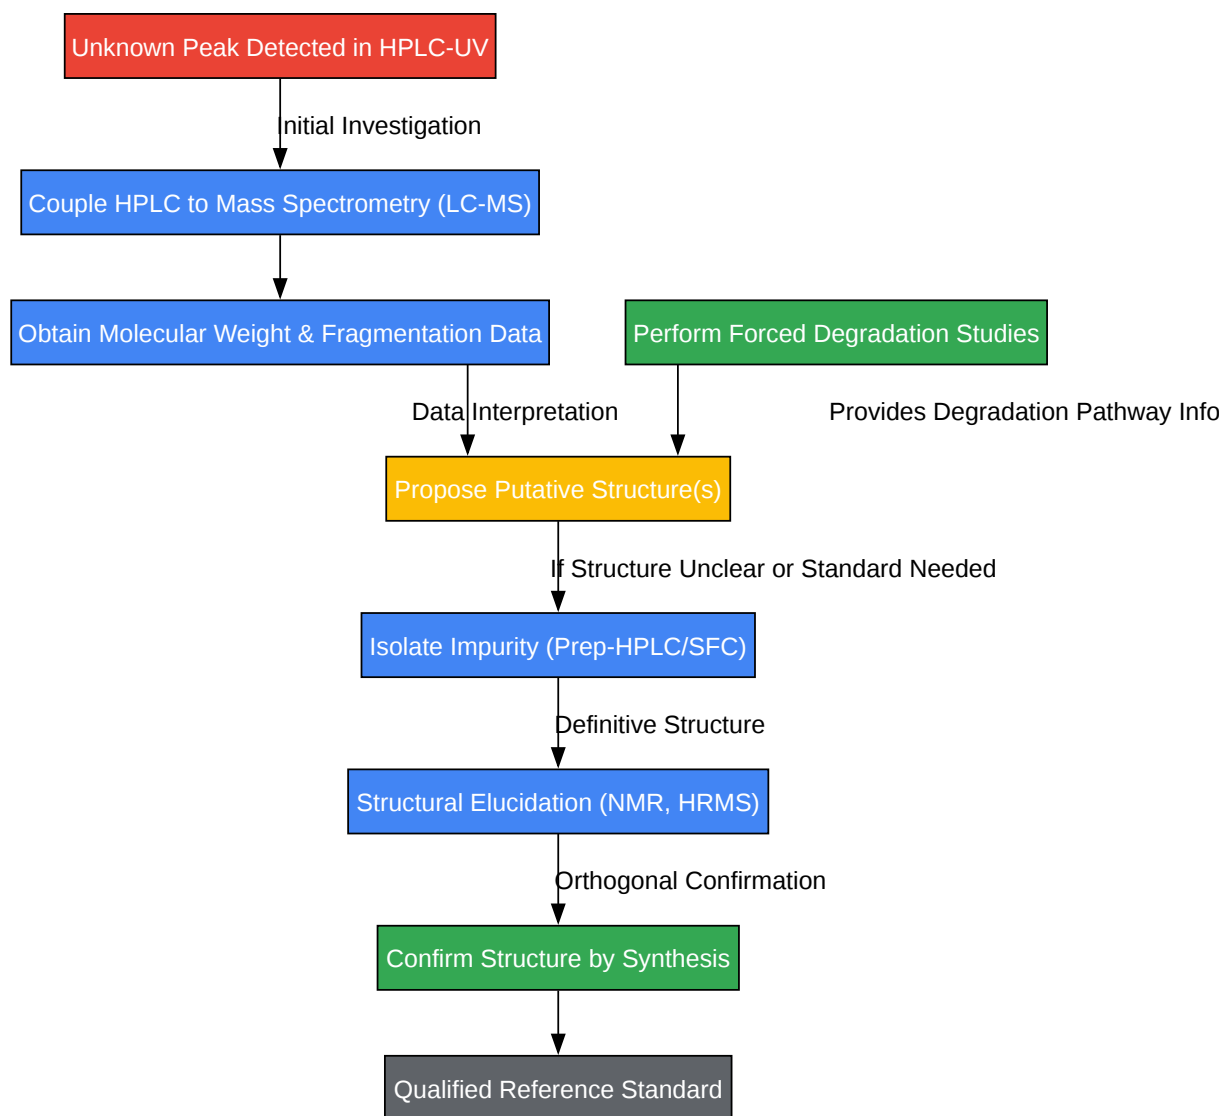 Unknown Peak Detected in HPLC-UV
Initial Investigation
Couple HPLC to Mass Spectrometry (LC-MS)
Obtain Molecular Weight & Fragmentation Data
Perform Forced Degradation Studies
Data Interpretation
Provides Degradation Pathway Info
Propose Putative Structure(s)
If Structure Unclear or Standard Needed
Isolate Impurity (Prep-HPLC/SFC)
Definitive Structure
Structural Elucidation (NMR, HRMS)
Orthogonal Confirmation
Confirm Structure by Synthesis
Qualified Reference Standard